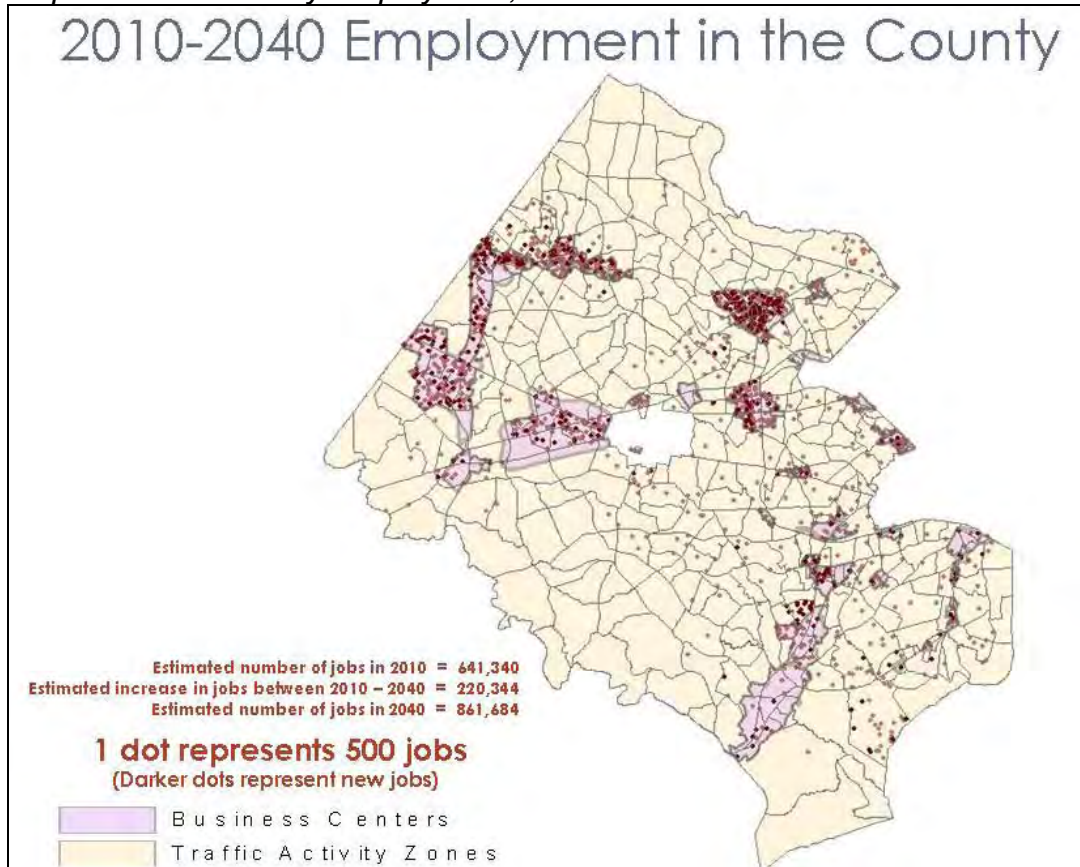 2010-2040 Employment in the County
Estimated number of jobs in 2010 = 641,340
Estimated increase in jobs between 2010 – 2040 = 220,344
Estimated number of jobs in 2040 = 861,684
1 dot represents 500 jobs
(Darker dots represent new jobs)
Business Centers
Traffic Activity Zones